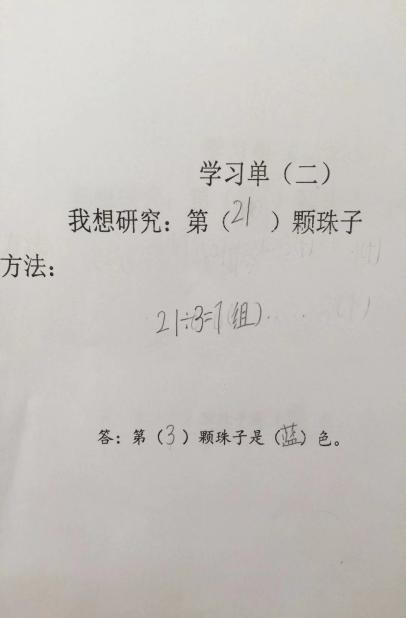 学习单（二）
我想研究：第（21）颗珠子
方法：
21÷3=7(组)......
答：第（3）颗珠子是（蓝）色。